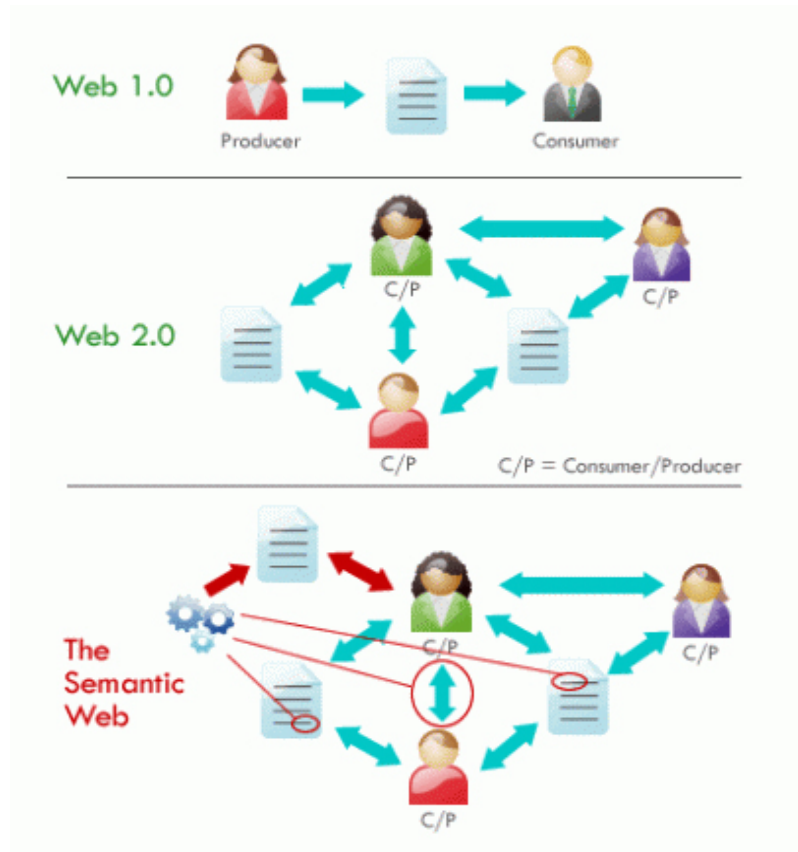 Web 1.0
Producer
Consumer
C/P
C/P
Web 2.0
C/P
C/P = Consumer/Producer
C/P
C/P
The
Semantic
Web
C/P